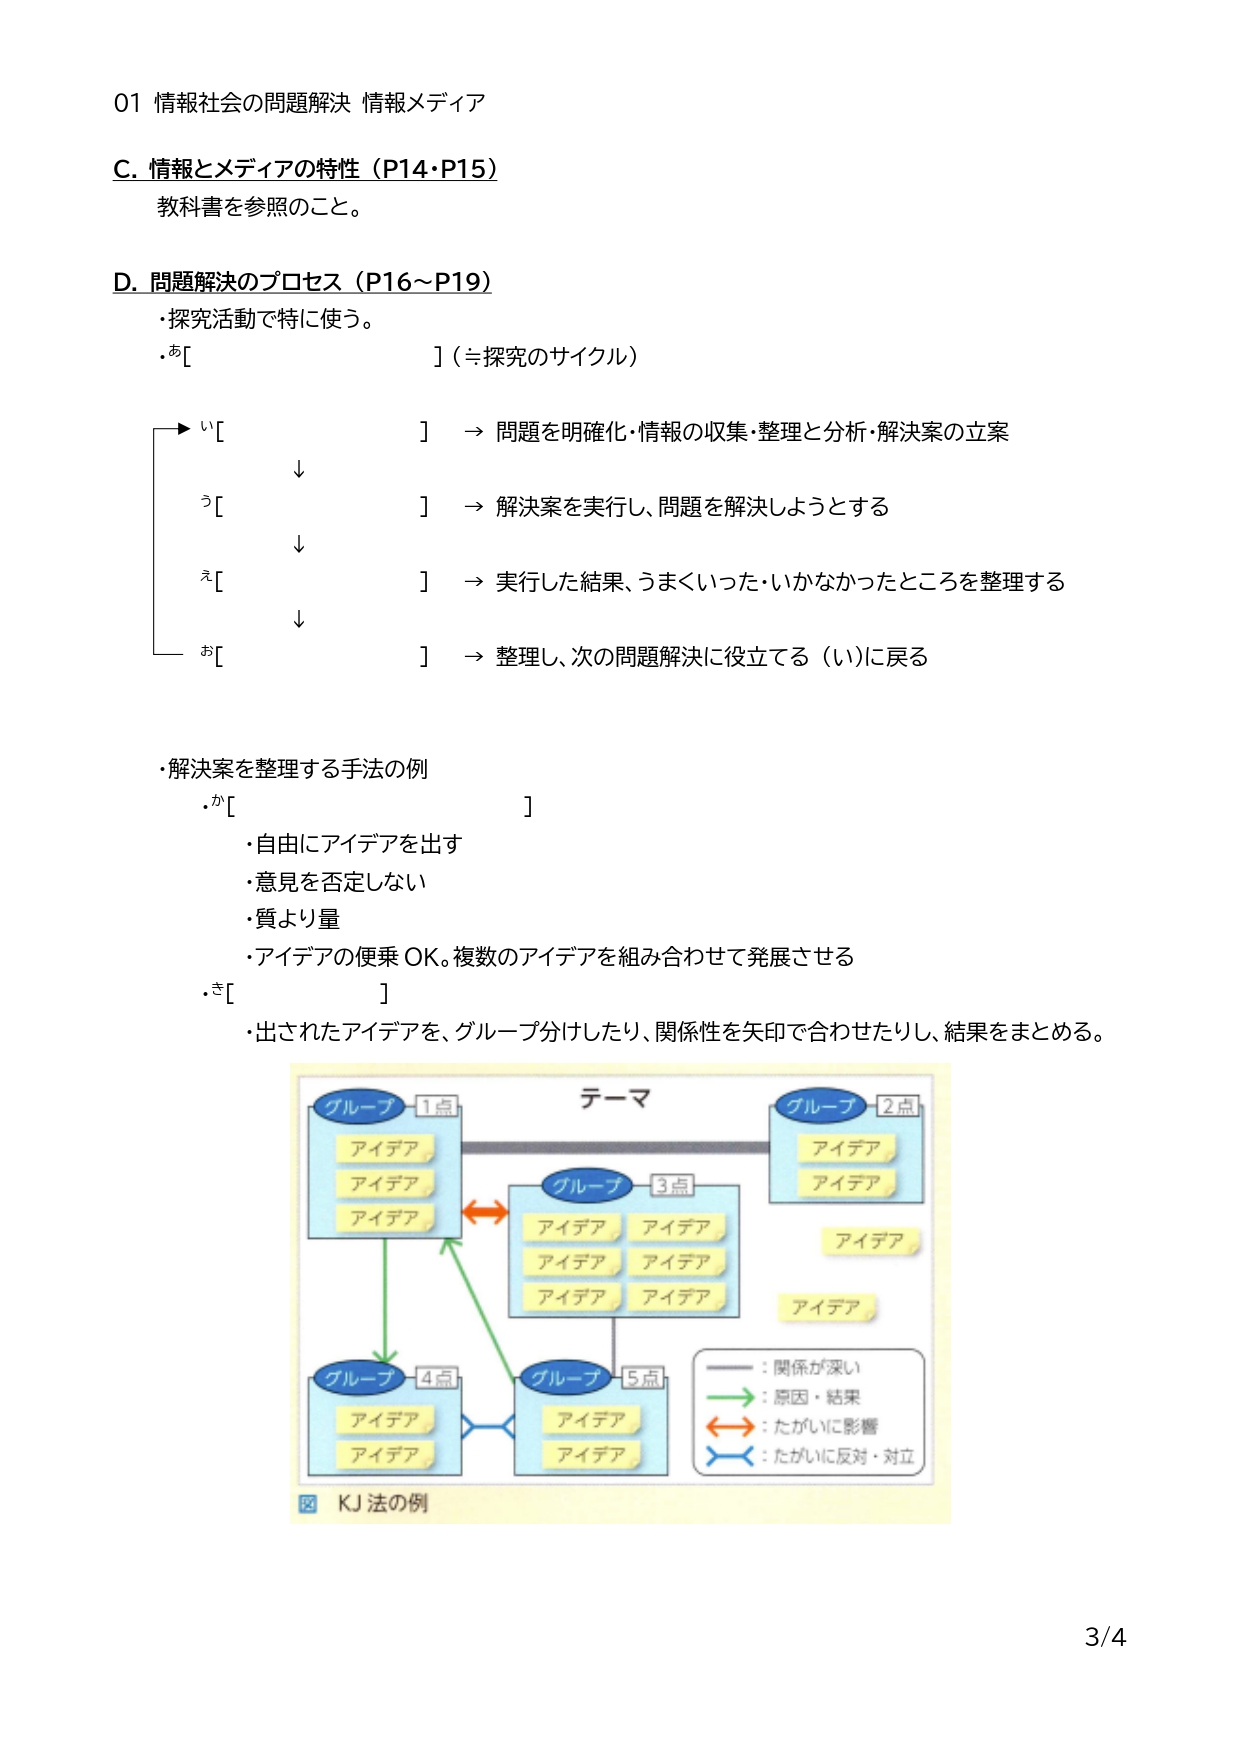 01 情報社会の問題解決 情報メディア
C. 情報とメディアの特性（P14・P15）
教科書を参照のこと。
D. 問題解決のプロセス（P16～P19）
・探究活動で特に使う。
・あ[ ]（≒探究のサイクル）
い[ ] → 問題を明確化・情報の収集・整理と分析・解決案の立案
↓
う[ ] → 解決案を実行し、問題を解決しようとする
↓
え[ ] → 実行した結果、うまくいった・いかなかったところを整理する
↓
お[ ] → 整理し、次の問題解決に役立てる（い）に戻る
・解決案を整理する手法の例
・か[ ]
・自由にアイデアを出す
・意見を否定しない
・質より量
・アイデアの便乗 OK。複数のアイデアを組み合わせて発展させる
・き[ ]
・出されたアイデアを、グループ分けしたり、関係性を矢印で合わせたりし、結果をまとめる。
テーマ
グループ 1点
アイデア
アイデア
アイデア
グループ 2点
アイデア
アイデア
グループ 3点
アイデア アイデア
アイデア アイデア
アイデア アイデア
アイデア
アイデア
グループ 4点
アイデア
アイデア
グループ 5点
アイデア
アイデア
：関係が深い
：原因・結果
：たがいに影響
：たがいに反対・対立
図 KJ法の例
3/4